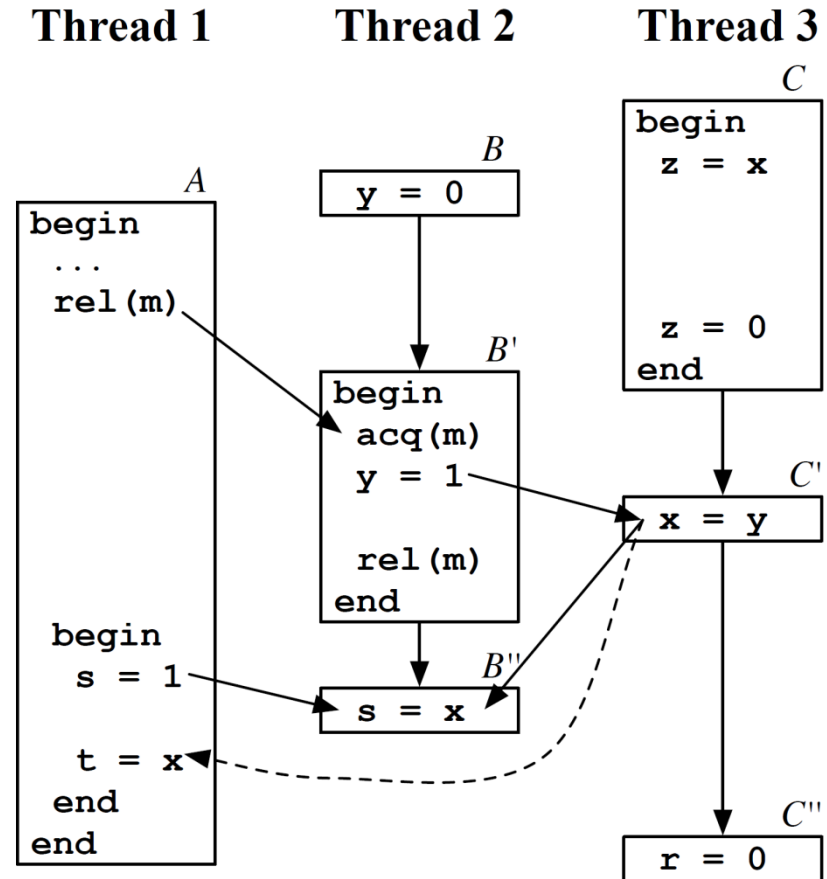 Thread 1
Thread 2
Thread 3
A
begin
...
rel(m)
begin
s = 1
t = x
end
end
B
y = 0
B'
begin
acq(m)
y = 1
rel(m)
end
B''
s = x
C
begin
z = x
z = 0
end
C'
x = y
C''
r = 0